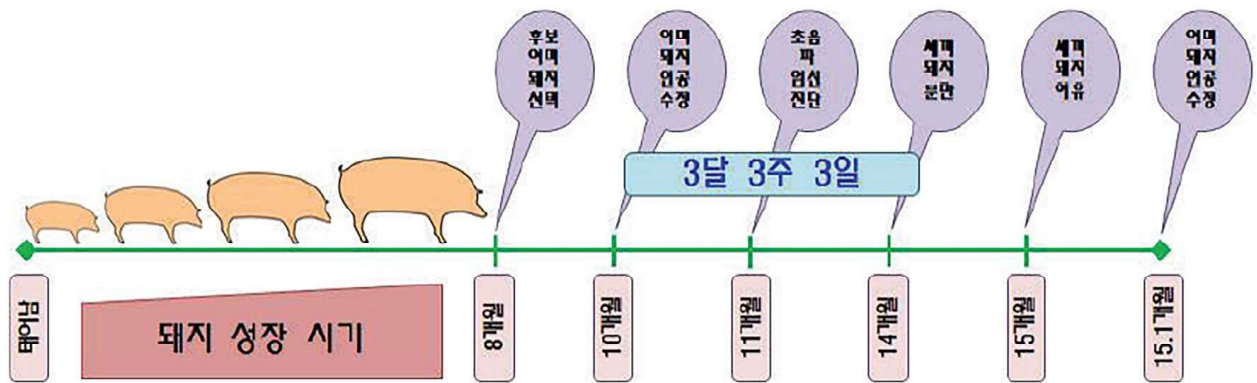 후보
어미
돼지
선택
어미
돼지
인공
수정
초음
파
임신
진단
새끼
돼지
분만
새끼
돼지
이유
어미
돼지
인공
수정
3달 3주 3일
태어남
돼지 성장 시기
8개월
10개월
11개월
14개월
15개월
15.1개월